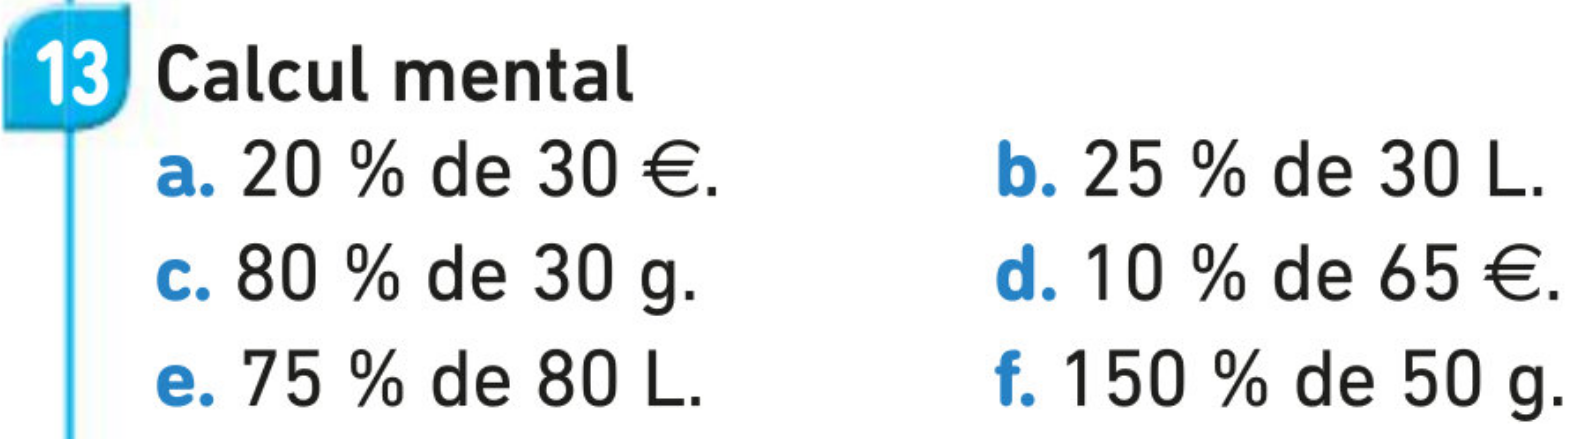 13 Calcul mental
a. 20 % de 30 €. b. 25 % de 30 L.
c. 80 % de 30 g. d. 10 % de 65 €.
e. 75 % de 80 L. f. 150 % de 50 g.